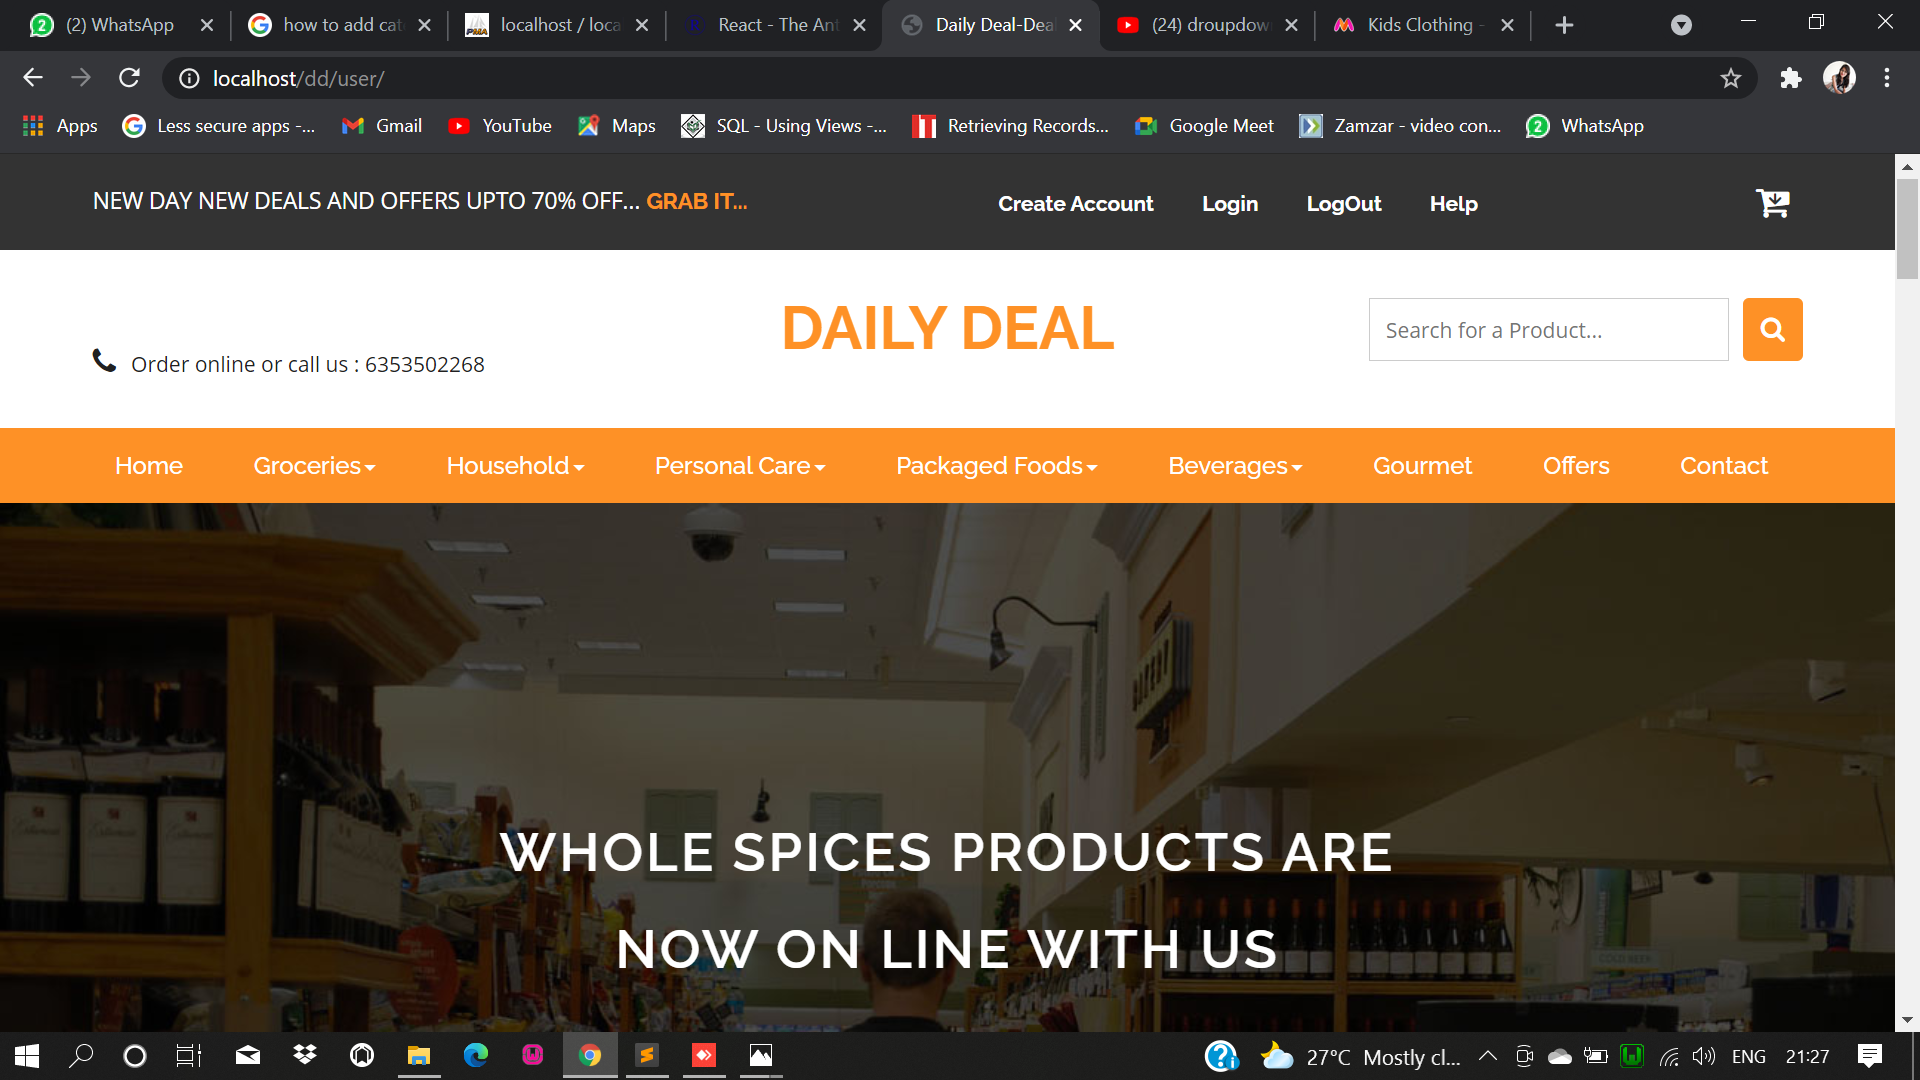 (2) WhatsApp
how to add cat
localhost / loca
React - The Ant
Daily Deal-Deal
(24) droupdow
Kids Clothing -
localhost/dd/user/
Apps
Less secure apps -...
Gmail
YouTube
Maps
SQL - Using Views -...
Retrieving Records...
Google Meet
Zamzar - video con...
WhatsApp
NEW DAY NEW DEALS AND OFFERS UPTO 70% OFF... GRAB IT...
Create Account
Login
LogOut
Help
DAILY DEAL
Search for a Product...
Order online or call us : 6353502268
Home
Groceries
Household
Personal Care
Packaged Foods
Beverages
Gourmet
Offers
Contact
BAKERY
WHOLE SPICES PRODUCTS ARE
NOW ON LINE WITH US
COLD BEER
27°C Mostly cl...
ENG
21:27